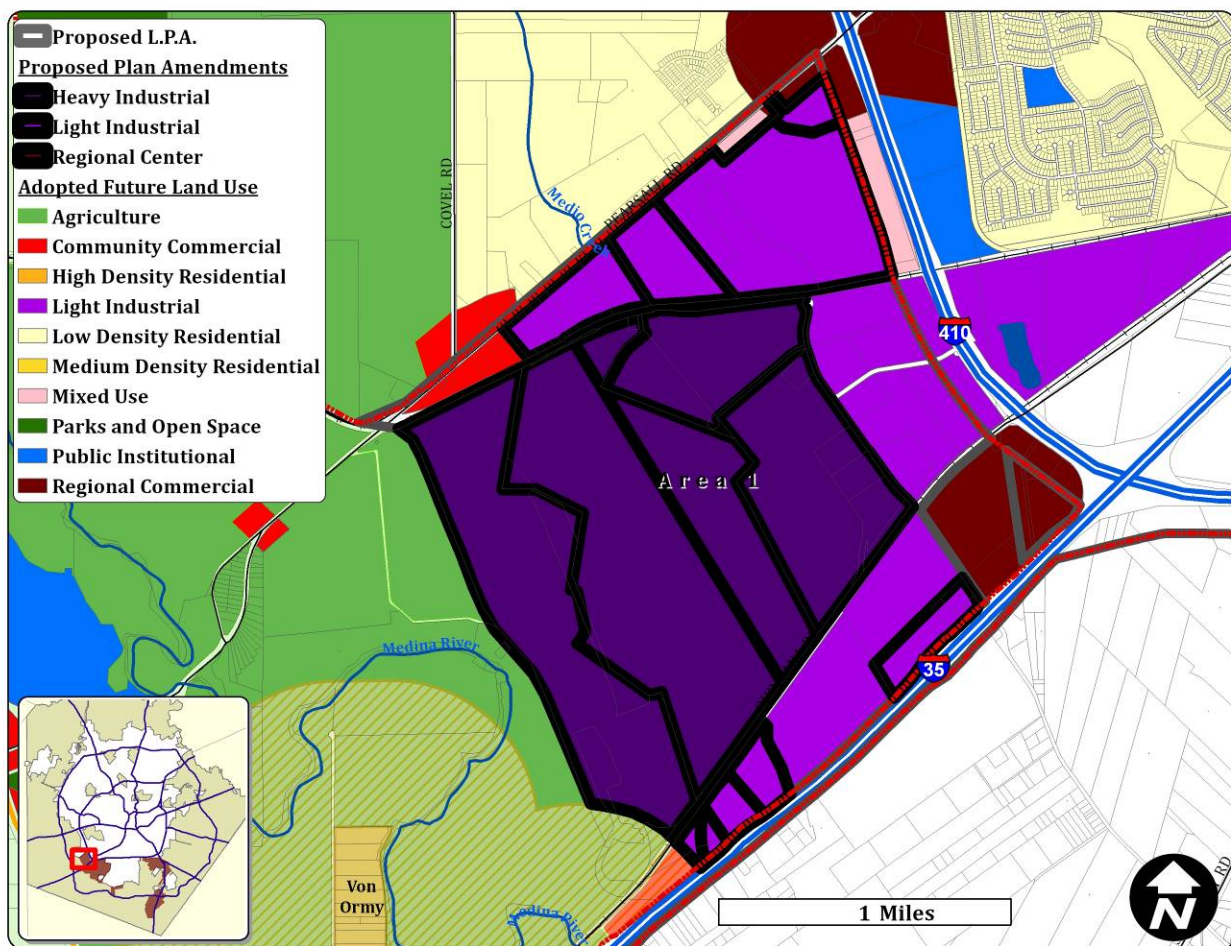 Proposed L.P.A.
Proposed Plan Amendments
Heavy Industrial
Light Industrial
Regional Center
Adopted Future Land Use
Agriculture
Community Commercial
High Density Residential
Light Industrial
Low Density Residential
Medium Density Residential
Mixed Use
Parks and Open Space
Public Institutional
Regional Commercial
COVEL RD
PEARSALL RD
Medio Creek
410
Area 1
35
Medina River
Von
Ormy
Medina River
1 Miles
RD
N